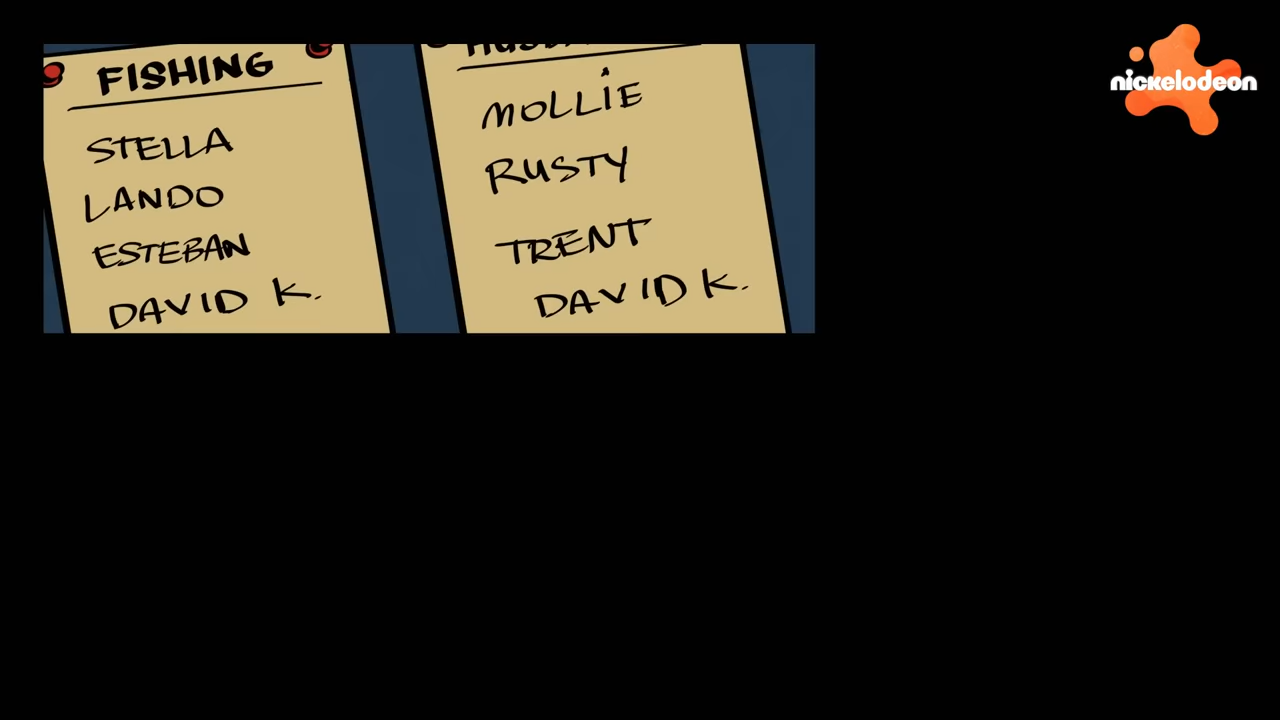 FISHING
STELLA
LANDO
ESTEBAN
DAVID K.
MOLLIE
RUSTY
TRENT
DAVID K.
nickelodeon